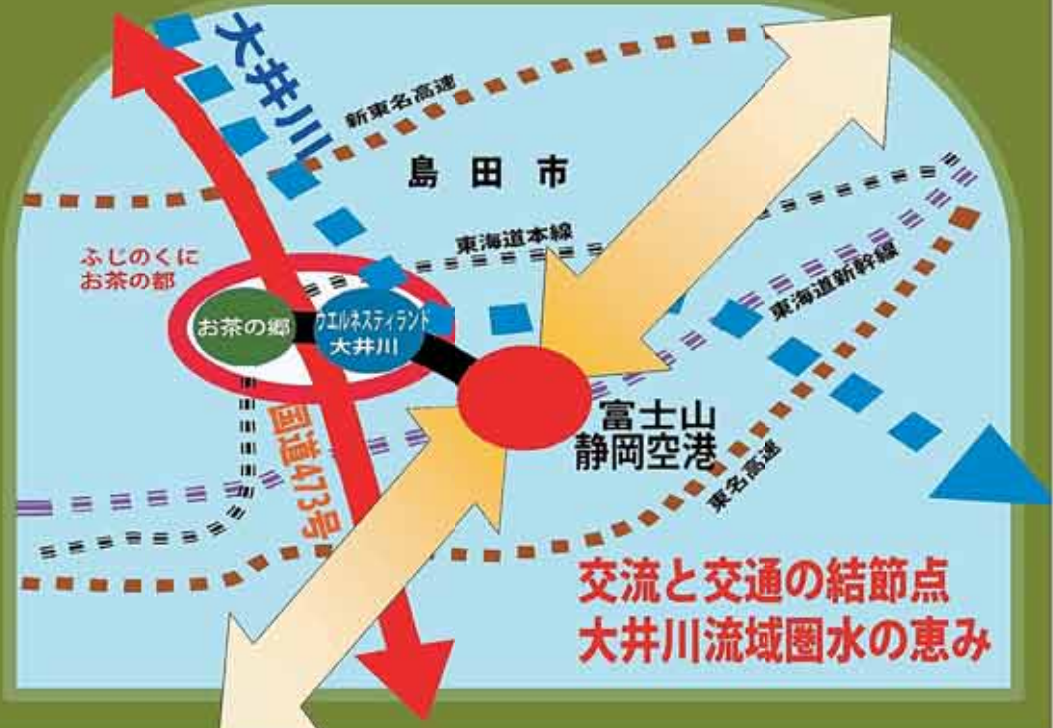 大井川
新東名高速
島田市
東海道本線
ふじのくに
お茶の都
お茶の郷
ウエルネスティランド
大井川
東海道新幹線
国道473号
富士山
静岡空港
東名高速
交流と交通の結節点
大井川流域圏水の恵み